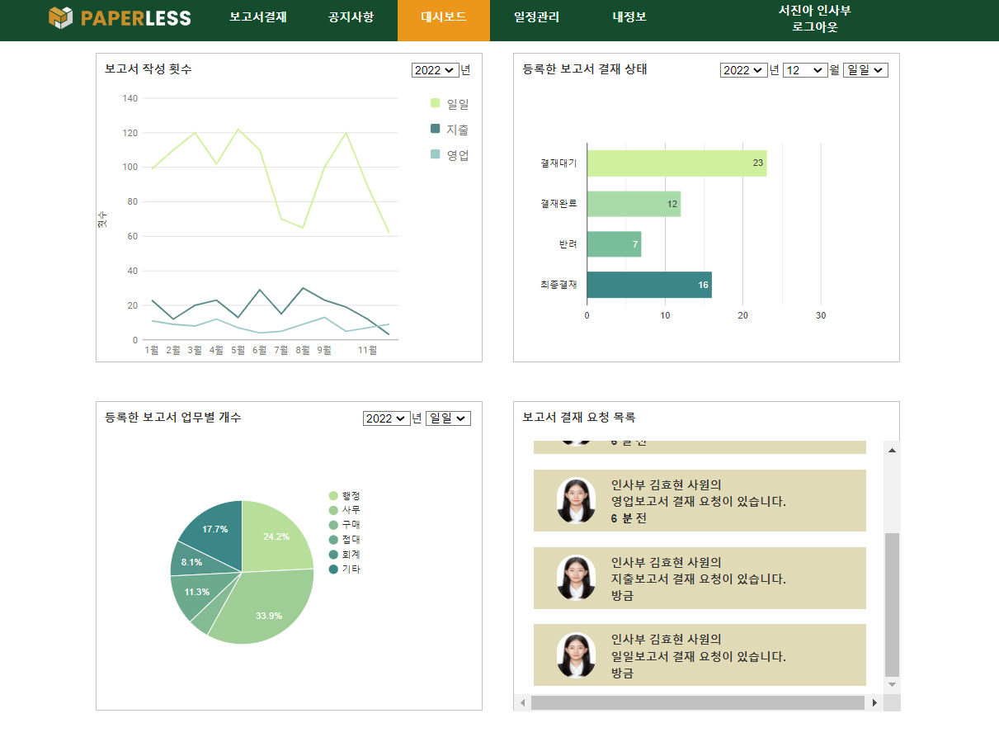 PAPERLESS
보고서결재
공지사항
대시보드
일정관리
내정보
서진아 인사부
로그아웃
보고서 작성 횟수
2022 년
140
120
100
80
60
40
20
0
횟수
1월 2월 3월 4월 5월 6월 7월 8월 9월 11월
일일
지출
영업
등록한 보고서 결재 상태
2022 년 12 월 일일
결재대기 23
결재완료 12
반려 7
최종결재 16
0 10 20 30
등록한 보고서 업무별 개수
2022 년 일일
17.7%
24.2%
8.1%
11.3%
33.9%
행정
사무
구매
접대
회계
기타
보고서 결재 요청 목록
6 분 전
인사부 김효현 사원의
영업보고서 결재 요청이 있습니다.
6 분 전
인사부 김효현 사원의
지출보고서 결재 요청이 있습니다.
방금
인사부 김효현 사원의
일일보고서 결재 요청이 있습니다.
방금